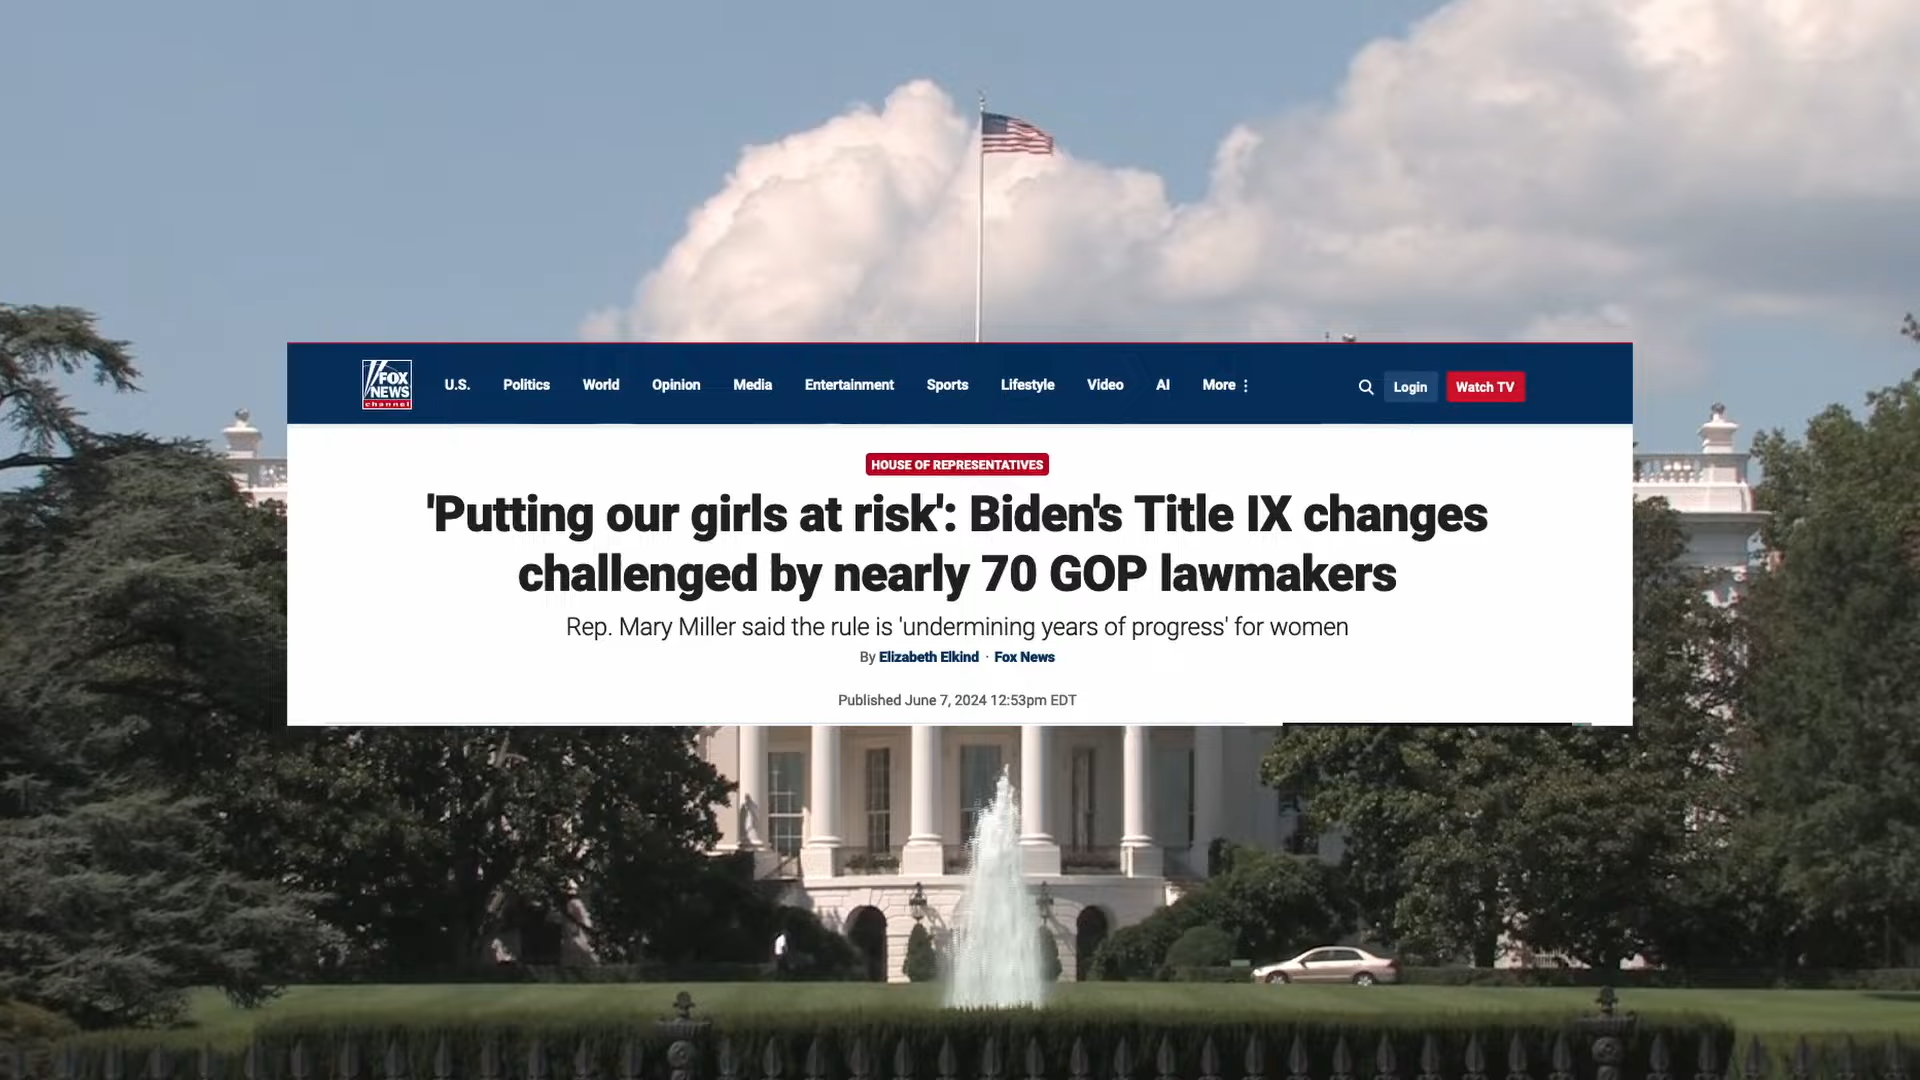 FOX
NEWS
channel
U.S. Politics World Opinion Media Entertainment Sports Lifestyle Video AI More Login Watch TV
HOUSE OF REPRESENTATIVES
'Putting our girls at risk': Biden's Title IX changes
challenged by nearly 70 GOP lawmakers
Rep. Mary Miller said the rule is 'undermining years of progress' for women
By Elizabeth Elkind · Fox News
Published June 7, 2024 12:53pm EDT